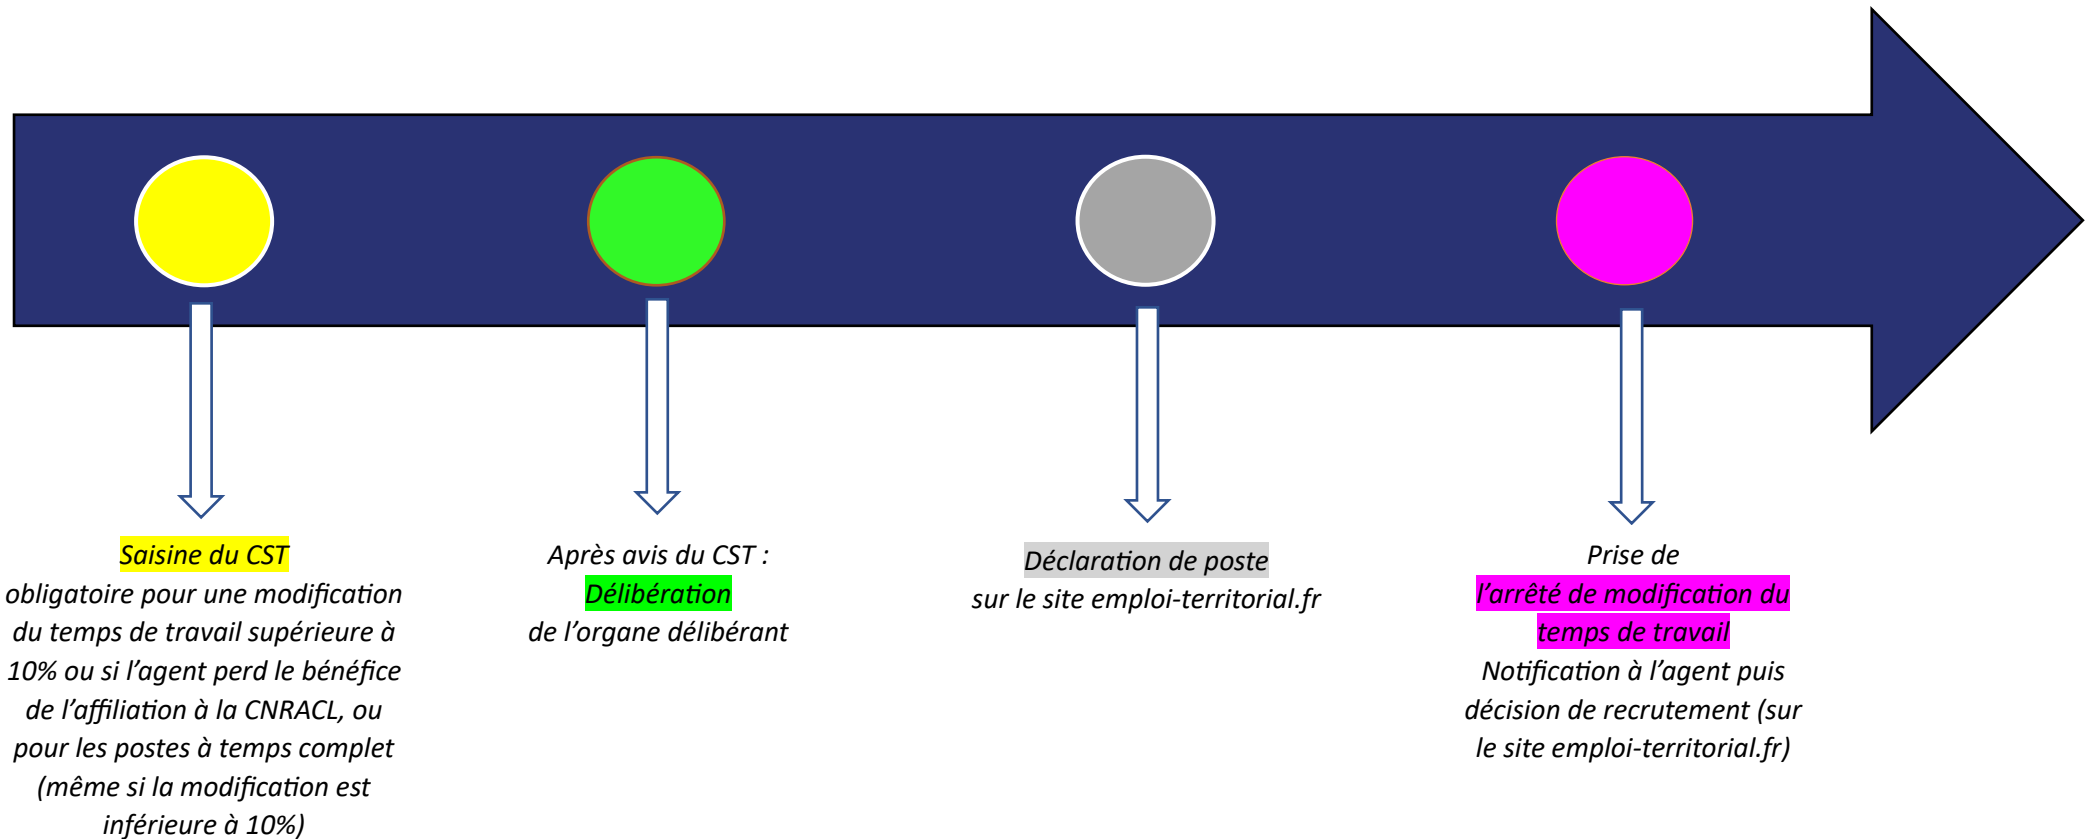 Saisine du CST
obligatoire pour une modification
du temps de travail supérieure à
10% ou si l’agent perd le bénéfice
de l’affiliation à la CNRACL, ou
pour les postes à temps complet
(même si la modification est
inférieure à 10%)
Après avis du CST :
Délibération
de l’organe délibérant
Déclaration de poste
sur le site emploi-territorial.fr
Prise de
l’arrêté de modification du
temps de travail
Notification à l’agent puis
décision de recrutement (sur
le site emploi-territorial.fr)